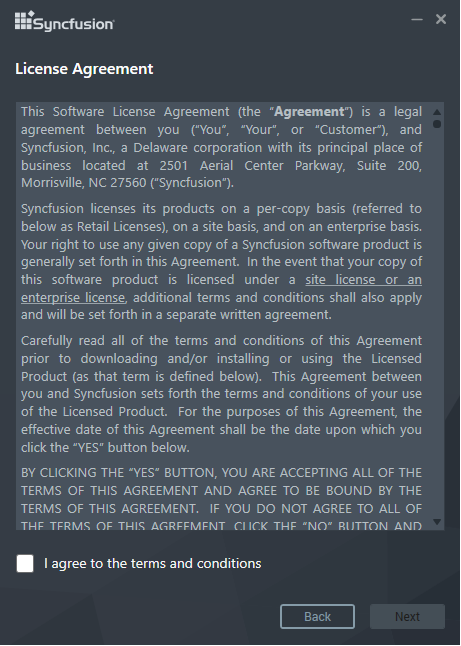 Syncfusion
License Agreement
This Software License Agreement (the “Agreement”) is a legal
agreement between you (“You”, “Your”, or “Customer”), and
Syncfusion, Inc., a Delaware corporation with its principal place of
business located at 2501 Aerial Center Parkway, Suite 200,
Morrisville, NC 27560 (“Syncfusion”).
Syncfusion licenses its products on a per-copy basis (referred to
below as Retail Licenses), on a site basis, and on an enterprise basis.
Your right to use any given copy of a Syncfusion software product is
generally set forth in this Agreement. In the event that your copy of
this software product is licensed under a site license or an
enterprise license, additional terms and conditions shall also apply
and will be set forth in a separate written agreement.
Carefully read all of the terms and conditions of this Agreement
prior to downloading and/or installing or using the Licensed
Product (as that term is defined below). This Agreement between
you and Syncfusion sets forth the terms and conditions of your use
of the Licensed Product. For the purposes of this Agreement, the
effective date of this Agreement shall be the date upon which you
click the “YES” button below.
BY CLICKING THE “YES” BUTTON, YOU ARE ACCEPTING ALL OF THE
TERMS OF THIS AGREEMENT AND AGREE TO BE BOUND BY THE
TERMS OF THIS AGREEMENT. IF YOU DO NOT AGREE TO ALL OF
THE TERMS OF THIS AGREEMENT, CLICK THE “NO” BUTTON AND
I agree to the terms and conditions
Back
Next